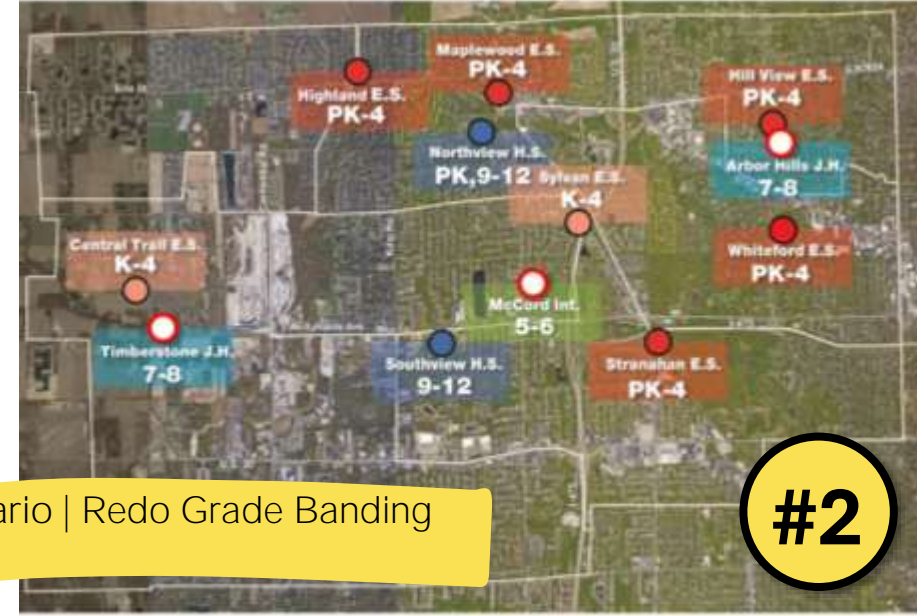 Maplewood E.S.
PK-4
Highland E.S.
PK-4
Hill View E.S.
PK-4
Northview H.S.
PK,9-12
Arbor Hills J.H.
7-8
Sylvan E.S.
K-4
Central Trail E.S.
K-4
Whiteford E.S.
PK-4
McCord Int.
5-6
Timberstone J.H.
7-8
Southview H.S.
9-12
Stranahan E.S.
PK-4
ario | Redo Grade Banding
#2